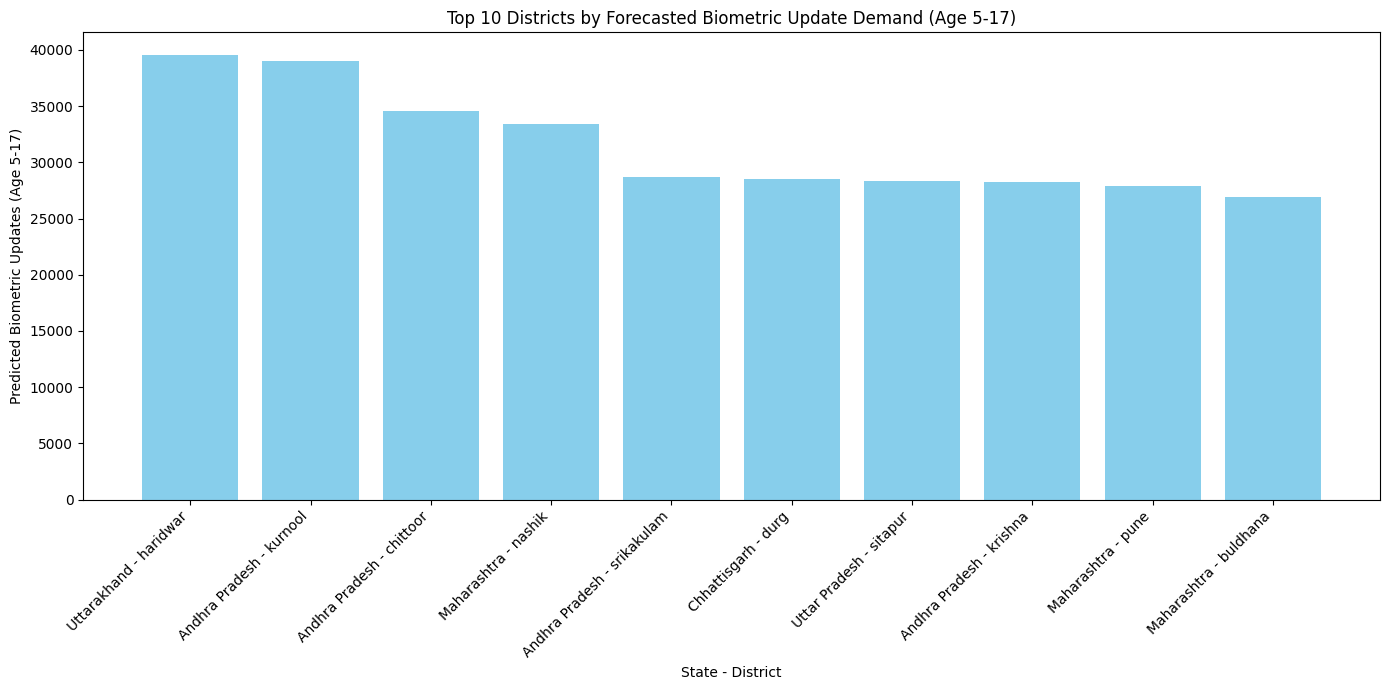 Top 10 Districts by Forecasted Biometric Update Demand (Age 5-17)
Predicted Biometric Updates (Age 5-17)
40000
35000
30000
25000
20000
15000
10000
5000
0
Uttarakhand - haridwar
Andhra Pradesh - kurnool
Andhra Pradesh - chittoor
Maharashtra - nashik
Andhra Pradesh - srikakulam
Chhattisgarh - durg
Uttar Pradesh - sitapur
Andhra Pradesh - krishna
Maharashtra - pune
Maharashtra - buldhana
State - District